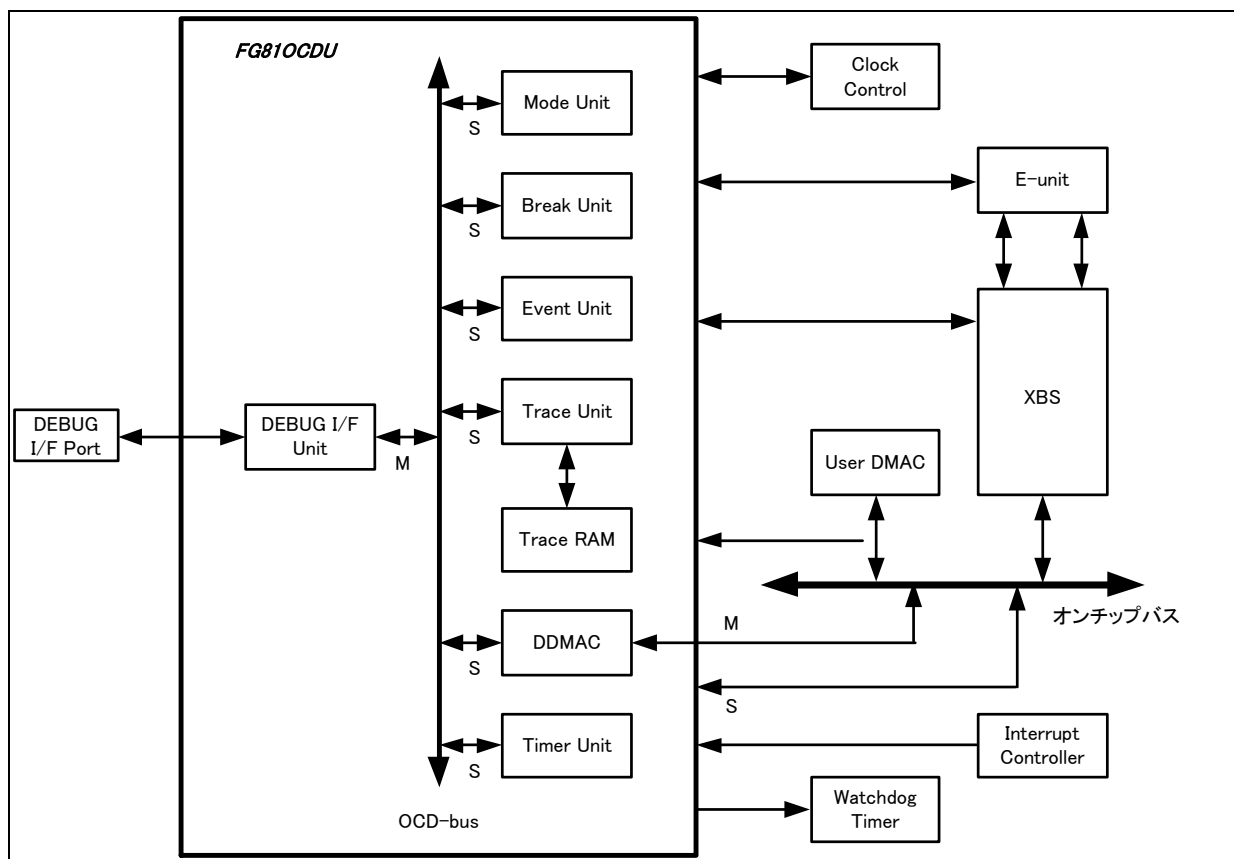 FG81OCDU
Clock
Control
Mode Unit
S
E-unit
Break Unit
S
Event Unit
S
XBS
DEBUG
I/F Port
DEBUG I/F
Unit
M
Trace Unit
S
User DMAC
Trace RAM
オンチップバス
M
DDMAC
S
S
Interrupt
Controller
Timer Unit
S
Watchdog
Timer
OCD-bus